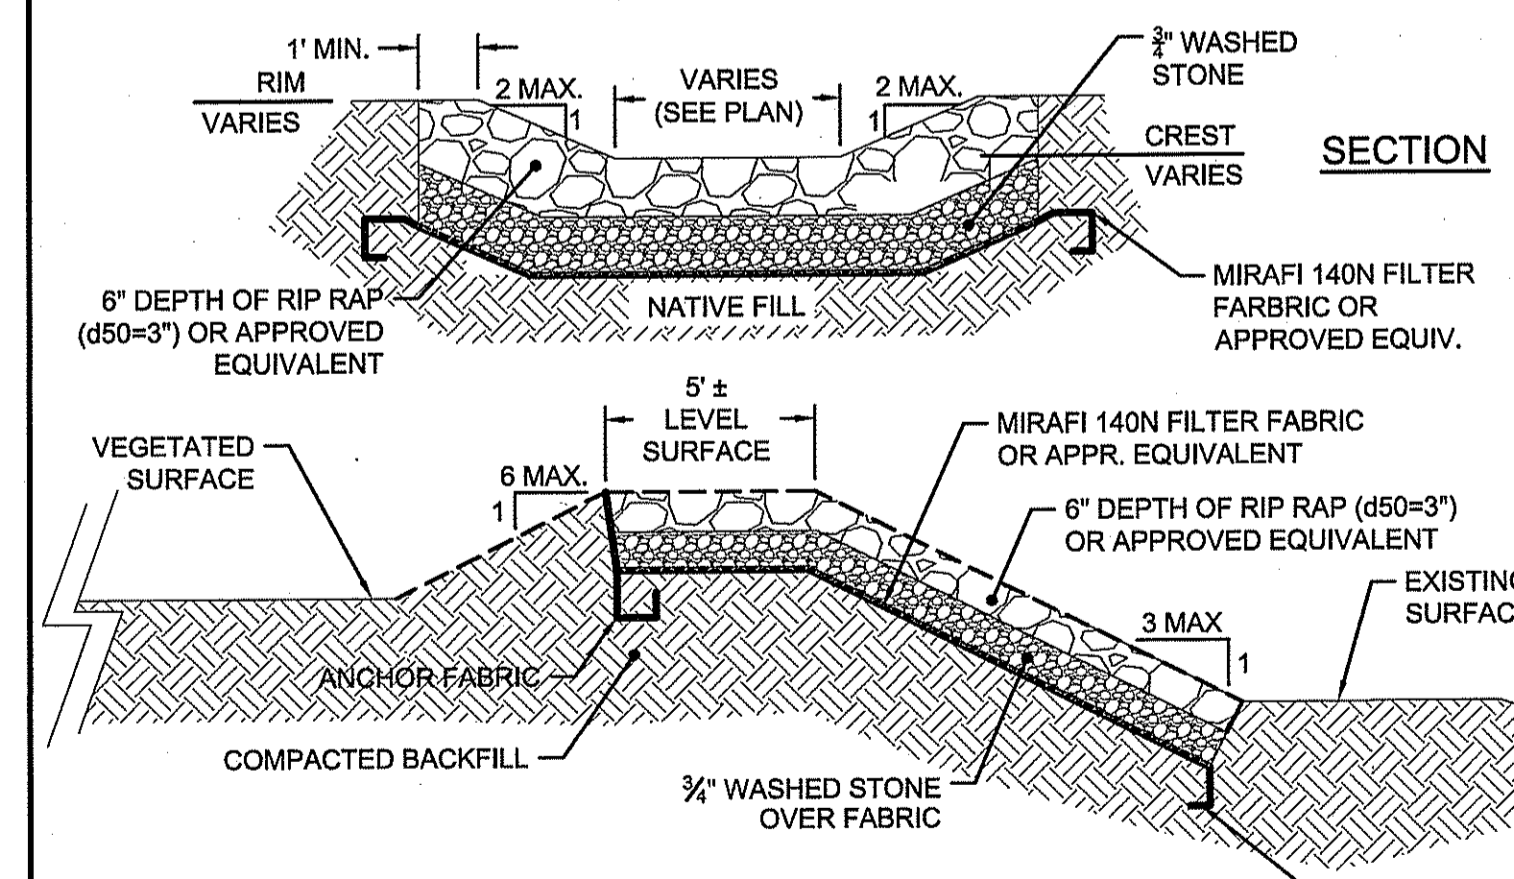 1' MIN.
RIM
VARIES
2 MAX.
1
VARIES
(SEE PLAN)
2 MAX.
1
3/4" WASHED
STONE
CREST
VARIES
SECTION
6" DEPTH OF RIP RAP
(d50=3") OR APPROVED
EQUIVALENT
NATIVE FILL
MIRAFI 140N FILTER
FARBRIC OR
APPROVED EQUIV.
VEGETATED
SURFACE
6 MAX.
1
5' ±
LEVEL
SURFACE
MIRAFI 140N FILTER FABRIC
OR APPR. EQUIVALENT
6" DEPTH OF RIP RAP (d50=3")
OR APPROVED EQUIVALENT
EXISTING
SURFAC
3 MAX
1
ANCHOR FABRIC
COMPACTED BACKFILL
3/4" WASHED STONE
OVER FABRIC